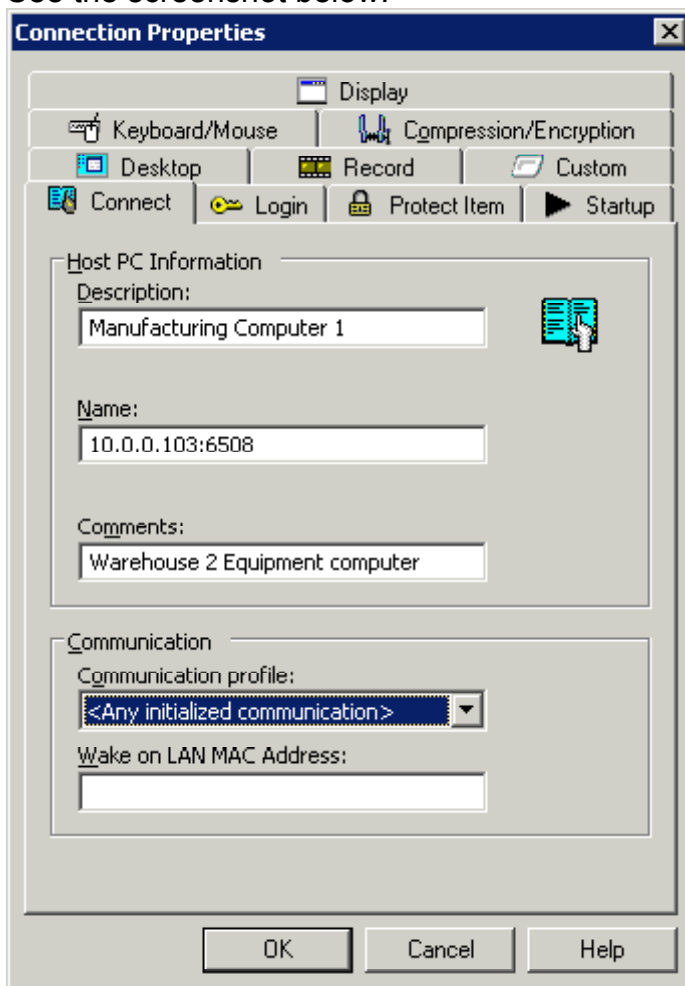 See the screenshot below:
Connection Properties
Display
Keyboard/Mouse
Compression/Encryption
Desktop
Record
Custom
Connect
Login
Protect Item
Startup
Host PC Information
Description:
Manufacturing Computer 1
Name:
10.0.0.103:6508
Comments:
Warehouse 2 Equipment computer
Communication
Communication profile:
<Any initialized communication>
Wake on LAN MAC Address:
OK
Cancel
Help